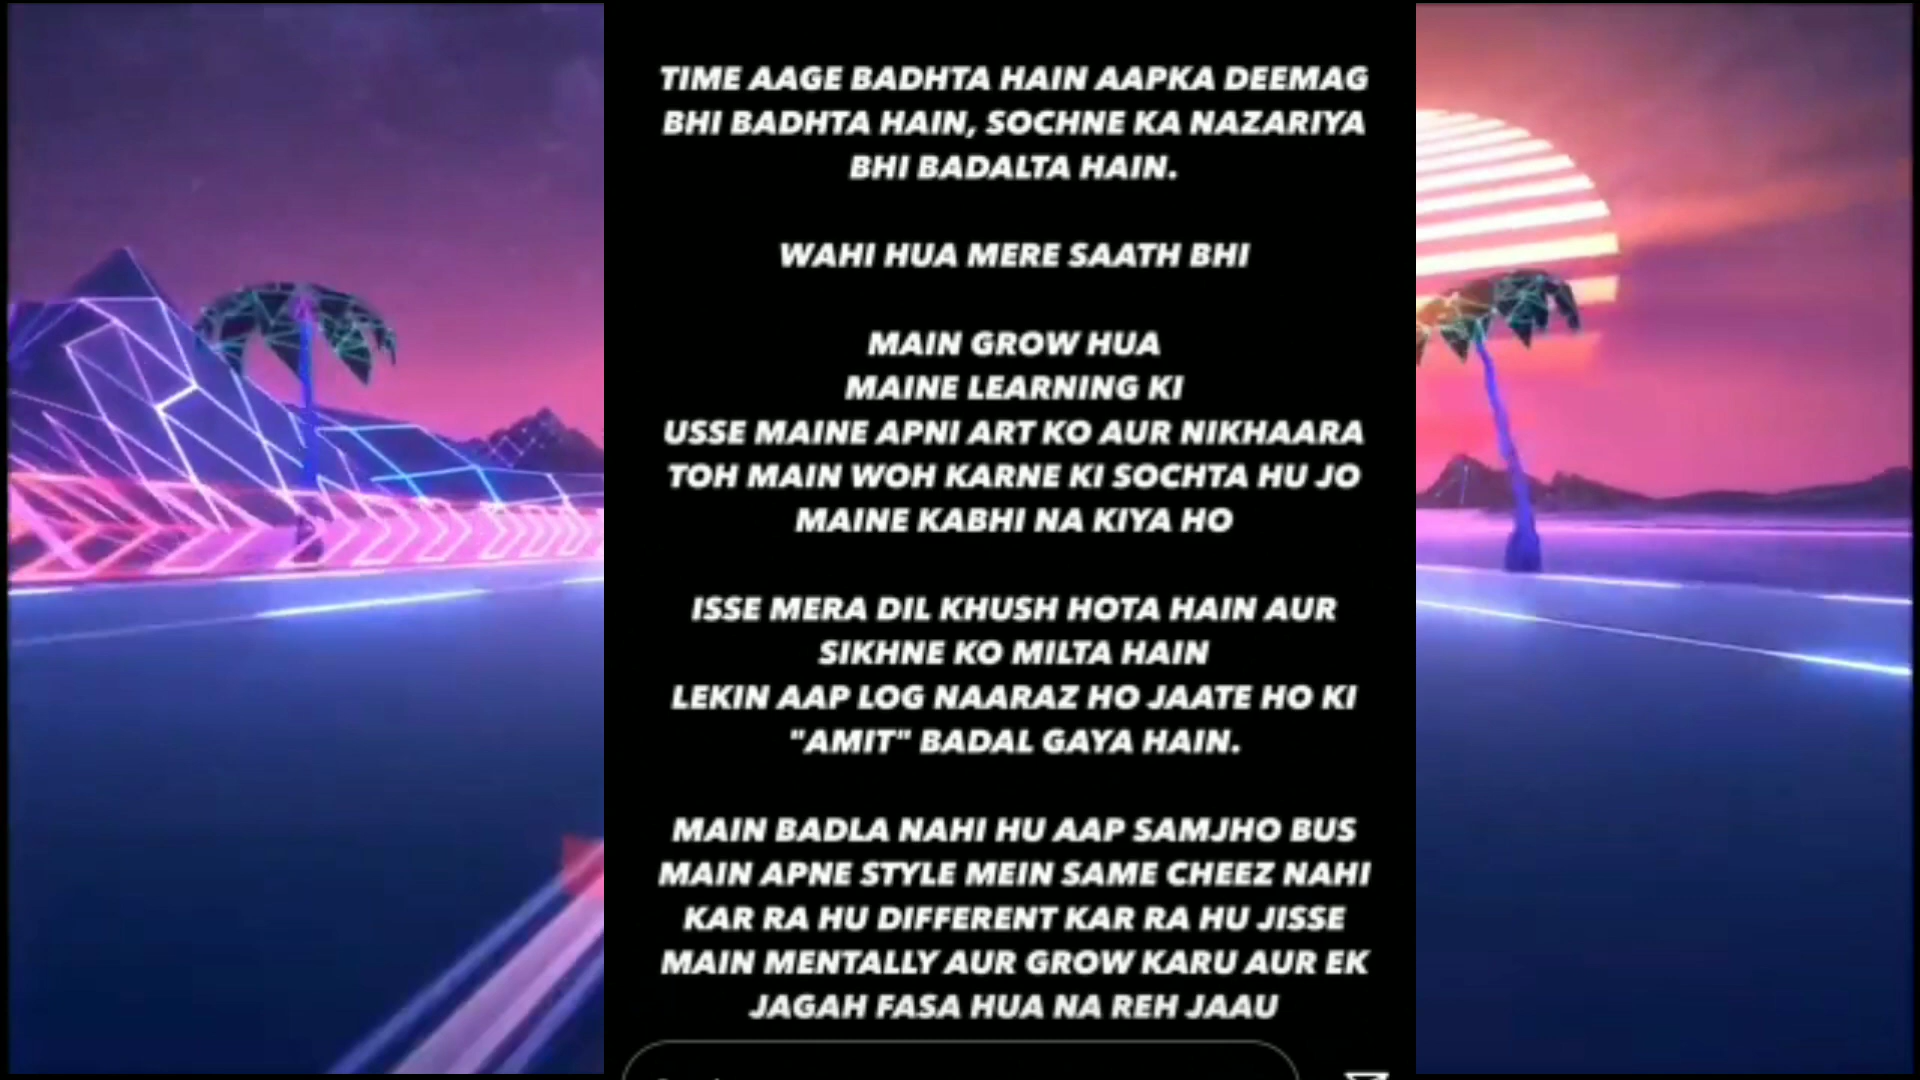 TIME AAGE BADHTA HAIN AAPKA DEEMAG
BHI BADHTA HAIN, SOCHNE KA NAZARIYA
BHI BADALTA HAIN.
WAHI HUA MERE SAATH BHI
MAIN GROW HUA
MAINE LEARNING KI
USSE MAINE APNI ART KO AUR NIKHAARA
TOH MAIN WOH KARNE KI SOCHTA HU JO
MAINE KABHI NA KIYA HO
ISSE MERA DIL KHUSH HOTA HAIN AUR
SIKHNE KO MILTA HAIN
LEKIN AAP LOG NAARAZ HO JAATE HO KI
"AMIT" BADAL GAYA HAIN.
MAIN BADLA NAHI HU AAP SAMJHO BUS
MAIN APNE STYLE MEIN SAME CHEEZ NAHI
KAR RA HU DIFFERENT KAR RA HU JISSE
MAIN MENTALLY AUR GROW KARU AUR EK
JAGAH FASA HUA NA REH JAAU